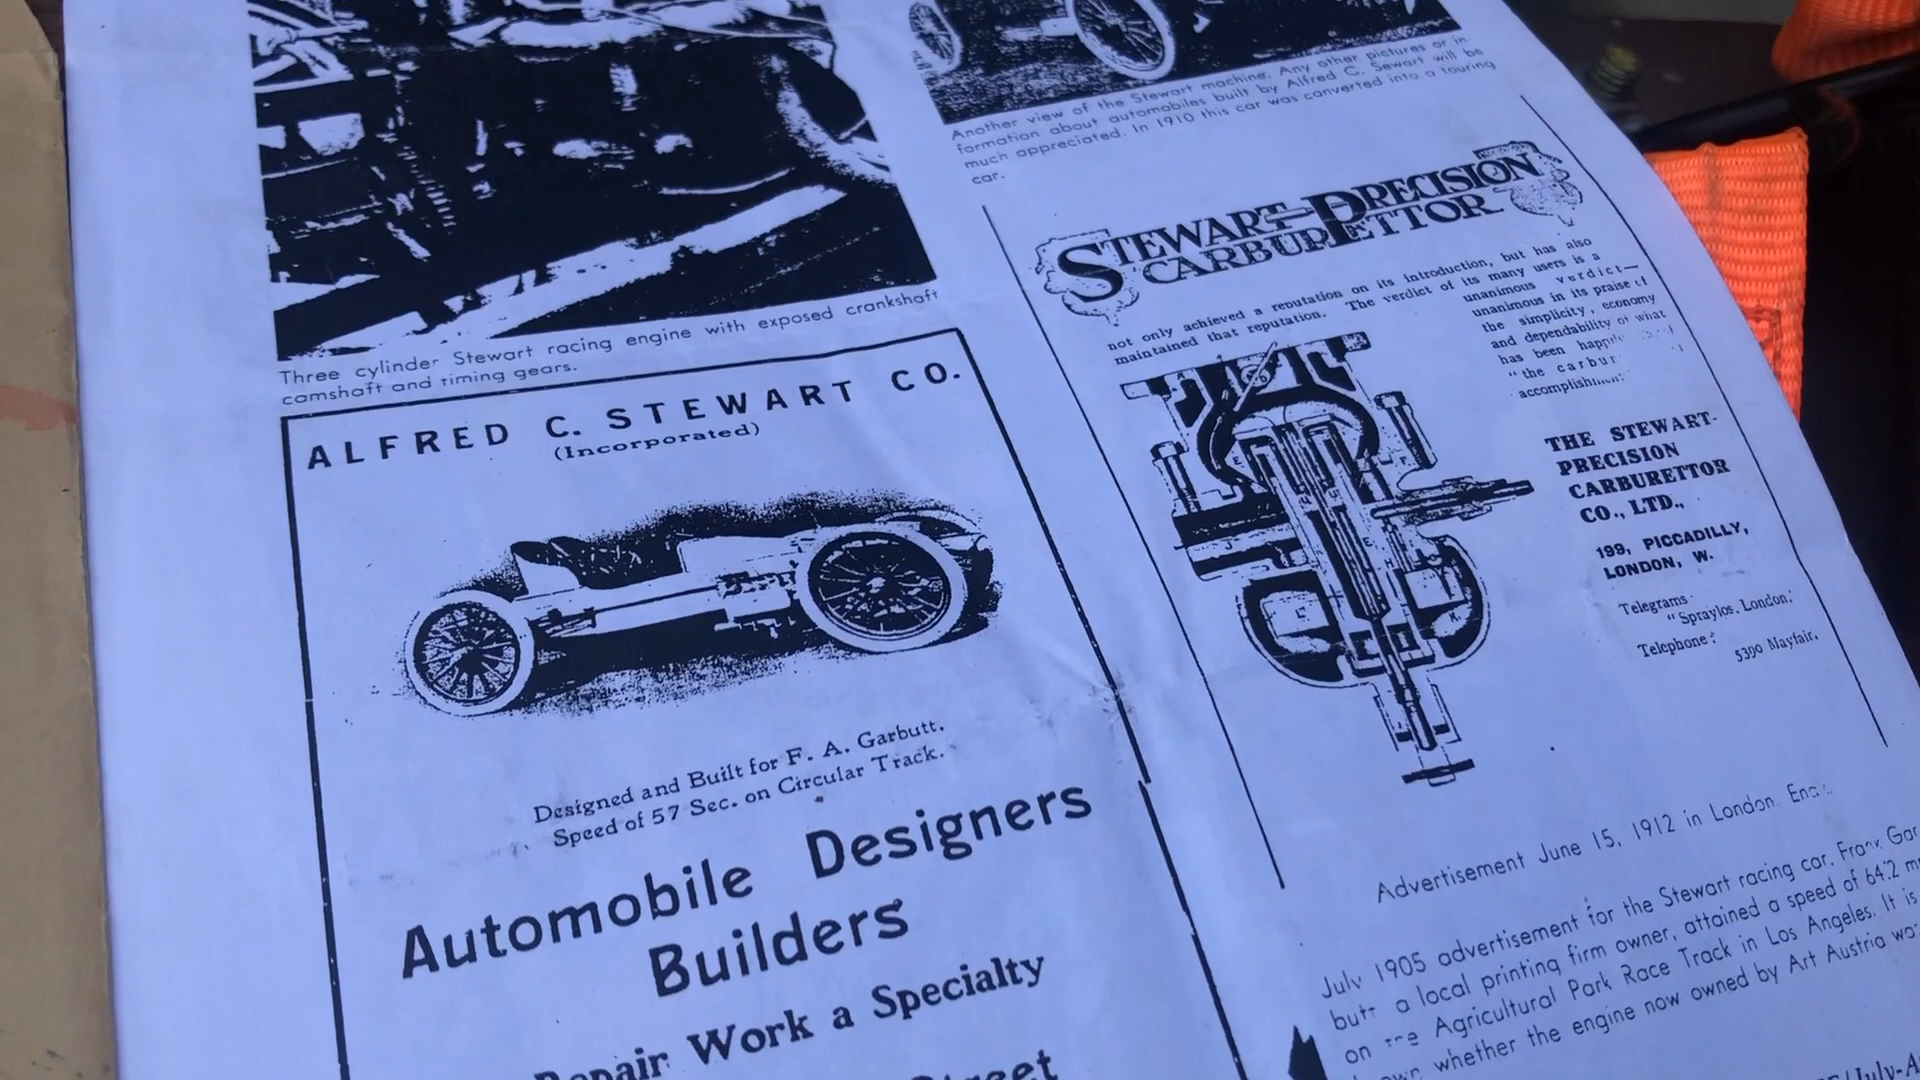 Three cylinder Stewart racing engine with exposed crankshaft
camshaft and timing gears.
ALFRED C. STEWART CO.
(Incorporated)
Designed and Built for F. A. Garbutt.
Speed of 57 Sec. on Circular Track.
Automobile Designers
Builders
Repair Work a Specialty
Street
Another view of the Stewart machine. Any other pictures or in-
formation about automobiles built by Alfred C. Sewart will be
much appreciated. In 1910 this car was converted into a touring
car.
STEWART-PRECISION
CARBURETTOR
not only achieved a reputation on its introduction, but has also
maintained that reputation. The verdict of its many users is a
unanimous verdict—
unanimous in its praise of
the simplicity, economy
and dependability of what
has been
"the
THE STEWART-
PRECISION
CARBURETTOR
CO., LTD.,
199, PICCADILLY,
LONDON, W.
Telegrams
"Spraylos, London.
Telephone:
5390 Mayfair.
Advertisement June 15, 1912 in London
July 1905 advertisement for the Stewart racing car. Frank
butt a local printing firm owner, attained a speed of 64.2
on Agricultural Park Race Track in Los Angeles. It is
whether the engine now owned by Art Austria